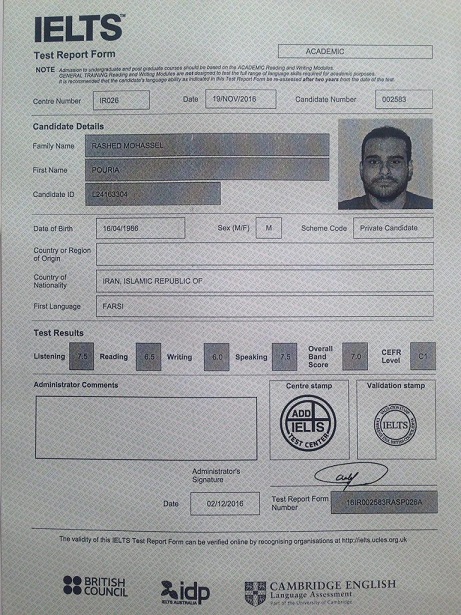 IELTS™
Test Report Form
ACADEMIC
NOTE Admission to undergraduate and post graduate courses should be based on the ACADEMIC Reading and Writing Modules.
GENERAL TRAINING Reading and Writing Modules are not designed to test the full range of language skills required for academic purposes.
It is recommended that the candidate's language ability as indicated in this Test Report Form be re-assessed after two years from the date of the test.
Centre Number IR026 Date 19/NOV/2016 Candidate Number 002583
Candidate Details
Family Name RASHED MOHASSEL
First Name POURIA
Candidate ID L24163304
Date of Birth 16/04/1986 Sex (M/F) M Scheme Code Private Candidate
Country or Region
of Origin
Country of
Nationality IRAN, ISLAMIC REPUBLIC OF
First Language FARSI
Test Results
Listening 7.5 Reading 6.5 Writing 6.0 Speaking 7.5 Overall Band Score 7.0 CEFR Level C1
Administrator Comments
Centre stamp
ADD
IELTS
TEST CENTER
Validation stamp
IELTS
Administrator's
Signature
Date 02/12/2016
Test Report Form
Number 16IR002583RASP026A
The validity of this IELTS Test Report Form can be verified online by recognising organisations at http://ielts.ucles.org.uk
BRITISH
COUNCIL
idp
IELTS AUSTRALIA
CAMBRIDGE ENGLISH
Language Assessment
Part of the University of Cambridge